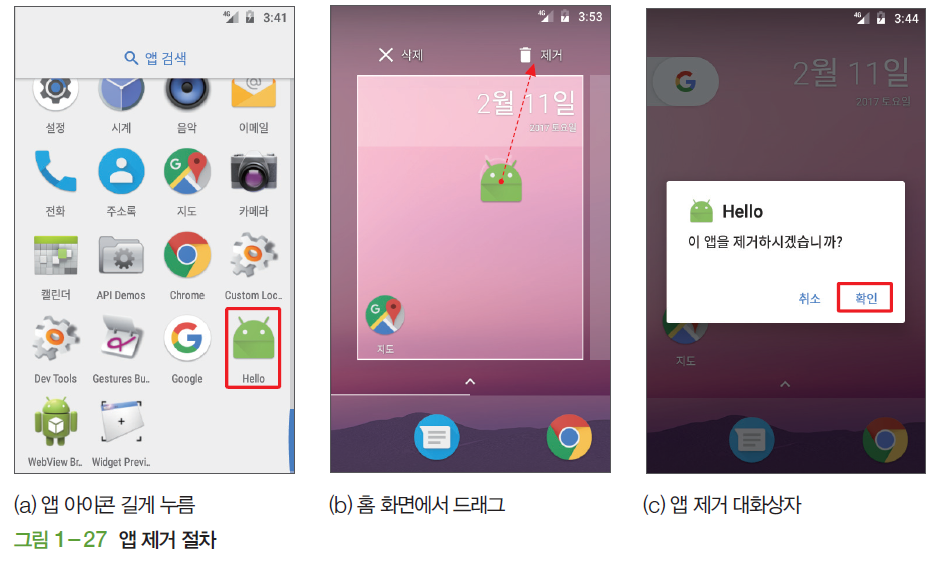 4G 3:41
앱 검색
설정 시계 음악 이메일
전화 주소록 지도 카메라
캘린더 API Demos Chrome Custom Loc..
Dev Tools Gestures Bu.. Google Hello
WebView Br.. Widget Previ..
(a) 앱 아이콘 길게 누름
4G 3:53
삭제 제거
2월 11일
2017 토요일
지도
(b) 홈 화면에서 드래그
4G 3:44
G
2월 11일
2017 토요일
Hello
이 앱을 제거하시겠습니까?
취소 확인
지도
(c) 앱 제거 대화상자
그림 1-27 앱 제거 절차